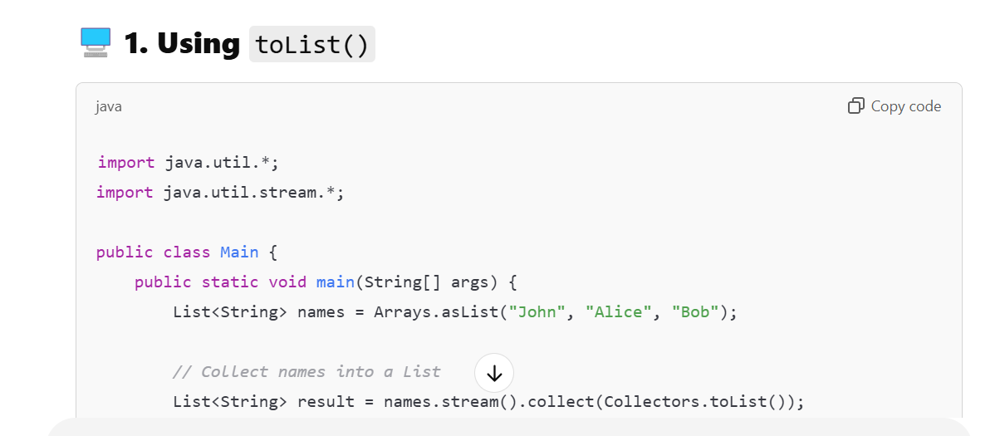 1. Using toList()
java
Copy code
import java.util.*;
import java.util.stream.*;
public class Main {
    public static void main(String[] args) {
        List<String> names = Arrays.asList("John", "Alice", "Bob");
        // Collect names into a List
        List<String> result = names.stream().collect(Collectors.toList());